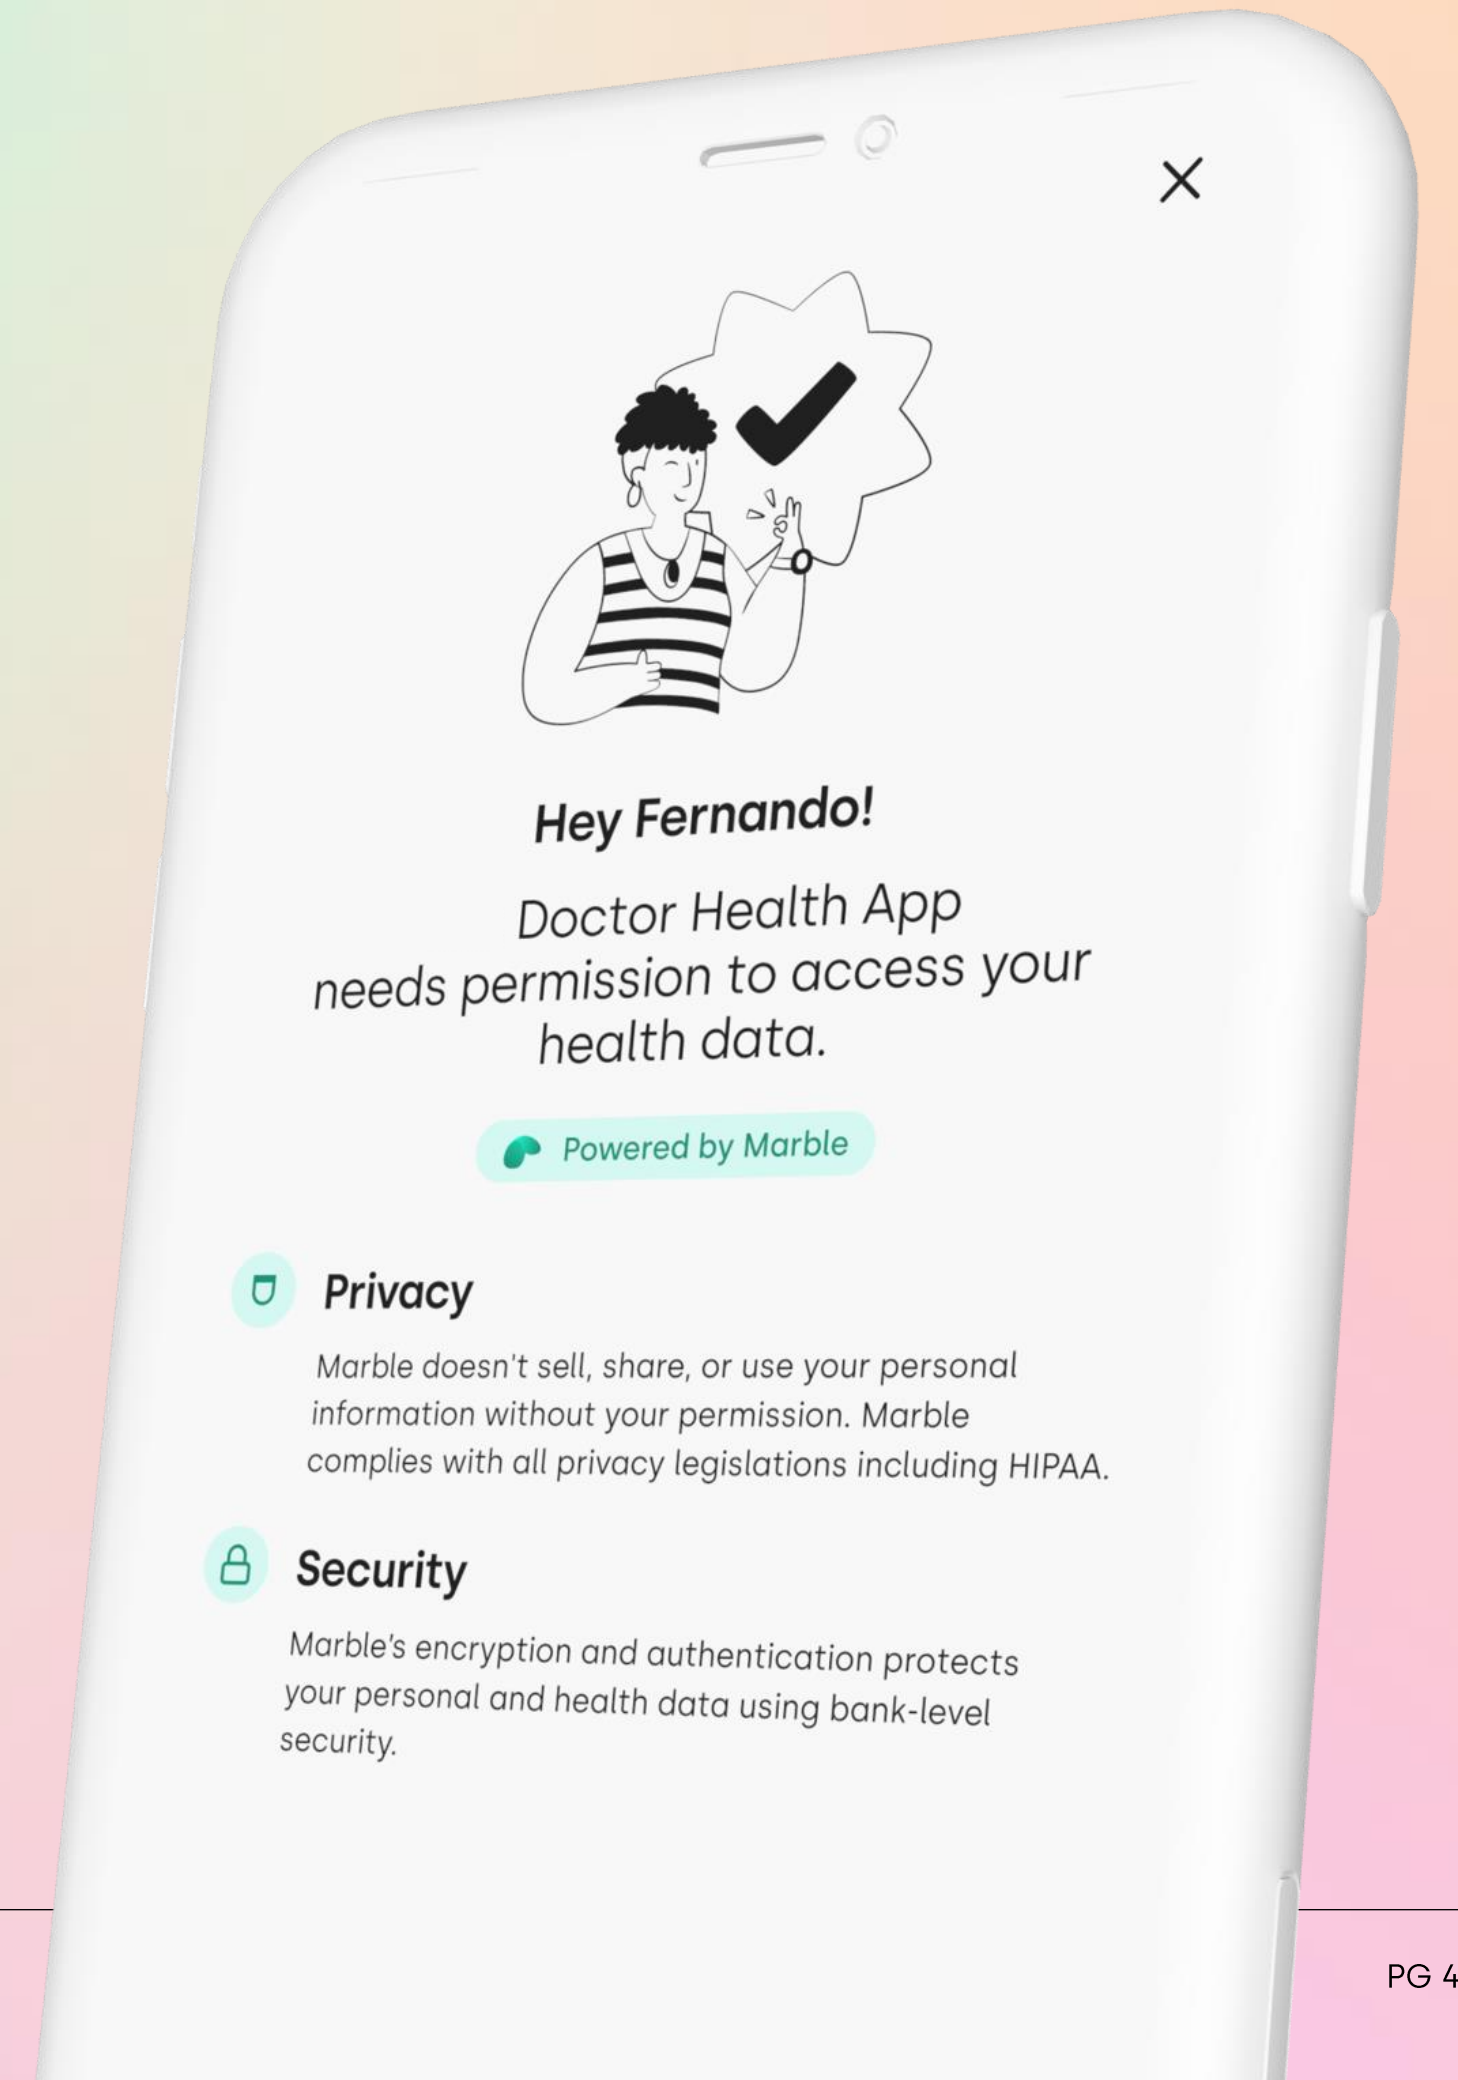 Hey Fernando!
Doctor Health App
needs permission to access your
health data.
Powered by Marble
Privacy
Marble doesn't sell, share, or use your personal
information without your permission. Marble
complies with all privacy legislations including HIPAA.
Security
Marble's encryption and authentication protects
your personal and health data using bank-level
security.
PG 4